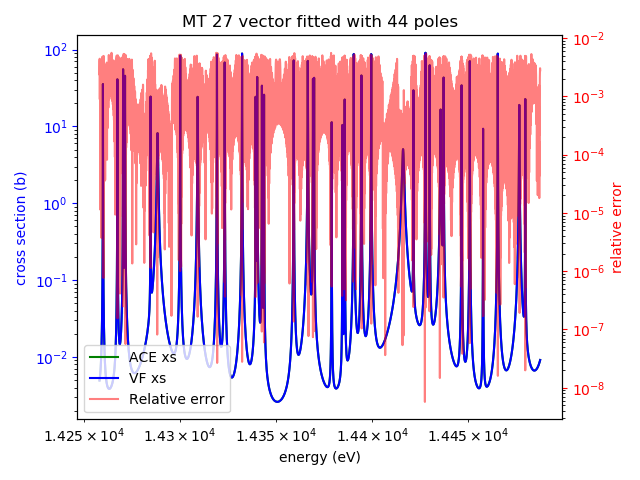 MT 27 vector fitted with 44 poles
cross section (b)
10²
10¹
10⁰
10⁻¹
10⁻²
relative error
10⁻²
10⁻³
10⁻⁴
10⁻⁵
10⁻⁶
10⁻⁷
10⁻⁸
ACE xs
VF xs
Relative error
1.425 × 10⁴ 1.43 × 10⁴ 1.435 × 10⁴ 1.44 × 10⁴ 1.445 × 10⁴
energy (eV)